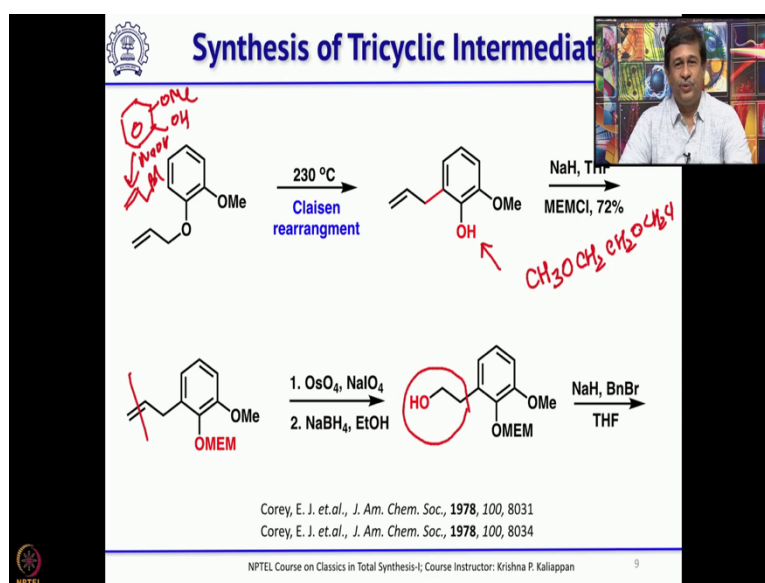 Synthesis of Tricyclic Intermediat
OMe
OH
NaOH
Br
OMe
O
230 °C
Claisen
rearrangment
OMe
OH
NaH, THF
MEMCl, 72%
CH3OCH2CH2OCH2Cl
OMe
OMEM
1. OsO4, NaIO4
2. NaBH4, EtOH
HO
OMe
OMEM
NaH, BnBr
THF
Corey, E. J. et.al., J. Am. Chem. Soc., 1978, 100, 8031
Corey, E. J. et.al., J. Am. Chem. Soc., 1978, 100, 8034
NPTEL Course on Classics in Total Synthesis-I; Course Instructor: Krishna P. Kaliappan
9
NPTEL